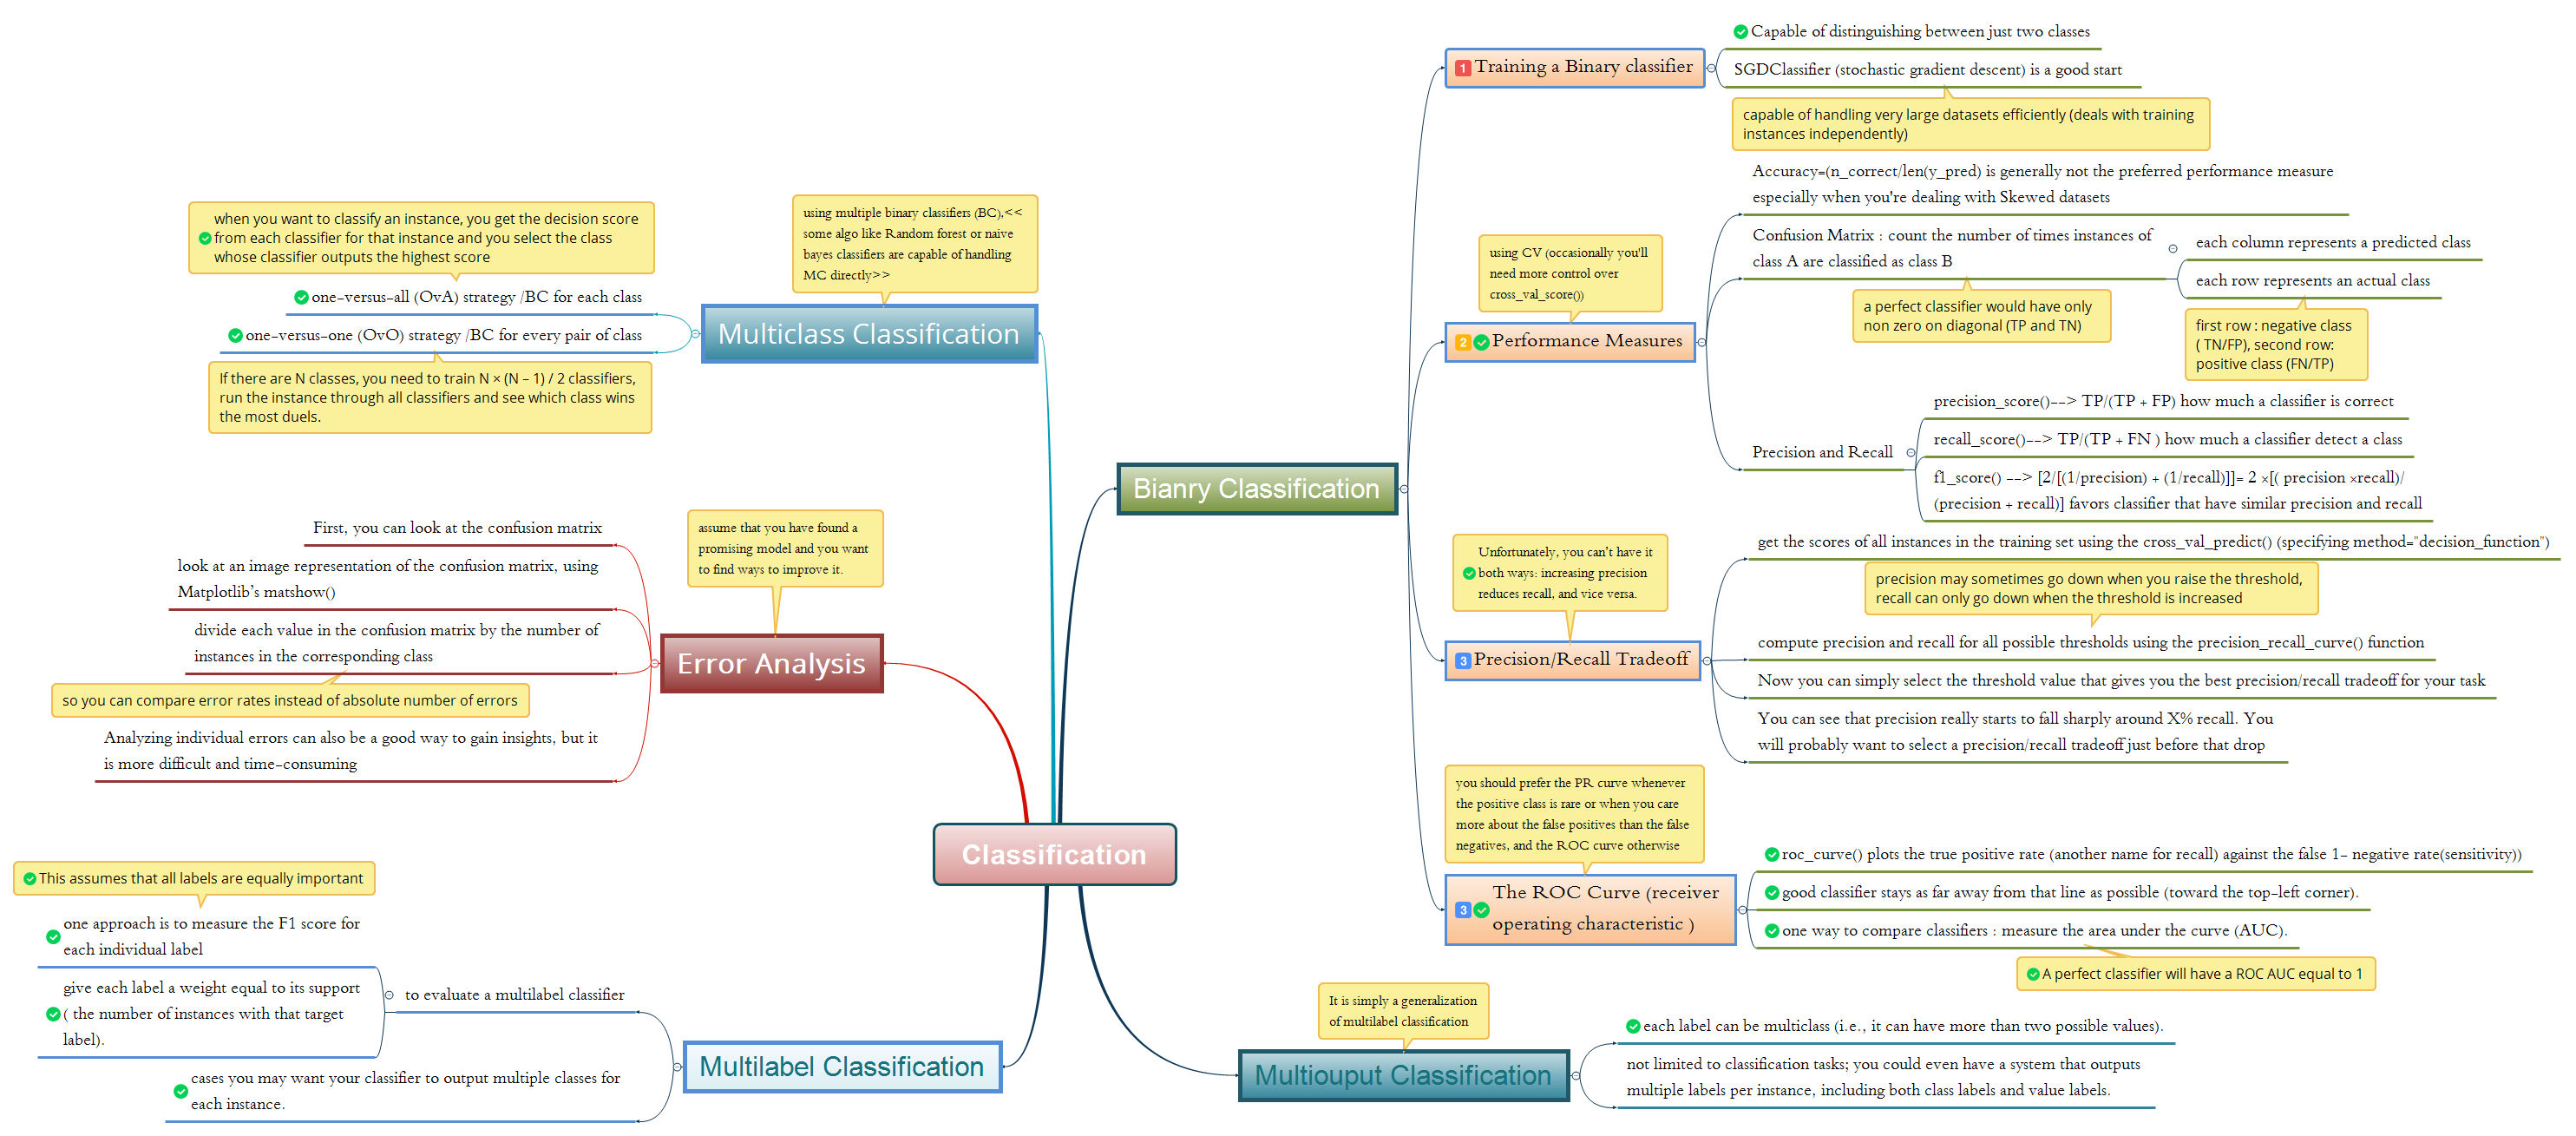 Classification
Bianry Classification
1 Training a Binary classifier
Capable of distinguishing between just two classes
SGDClassifier (stochastic gradient descent) is a good start
capable of handling very large datasets efficiently (deals with training
instances independently)
using CV (occasionally you'll
need more control over
cross_val_score())
2 Performance Measures
Accuracy=(n_correct/len(y_pred) is generally not the preferred performance measure
especially when you're dealing with Skewed datasets
Confusion Matrix : count the number of times instances of
class A are classified as class B
a perfect classifier would have only
non zero on diagonal (TP and TN)
each column represents a predicted class
each row represents an actual class
first row : negative class
( TN/FP), second row:
positive class (FN/TP)
Precision and Recall
precision_score()--> TP/(TP + FP) how much a classifier is correct
recall_score()--> TP/(TP + FN ) how much a classifier detect a class
f1_score() --> [2/[(1/precision) + (1/recall)]]= 2 ×[( precision ×recall)/
(precision + recall)] favors classifier that have similar precision and recall
Unfortunately, you can't have it
both ways: increasing precision
reduces recall, and vice versa.
3 Precision/Recall Tradeoff
get the scores of all instances in the training set using the cross_val_predict() (specifying method="decision_function")
precision may sometimes go down when you raise the threshold,
recall can only go down when the threshold is increased
compute precision and recall for all possible thresholds using the precision_recall_curve() function
Now you can simply select the threshold value that gives you the best precision/recall tradeoff for your task
You can see that precision really starts to fall sharply around X% recall. You
will probably want to select a precision/recall tradeoff just before that drop
you should prefer the PR curve whenever
the positive class is rare or when you care
more about the false positives than the false
negatives, and the ROC curve otherwise
3 The ROC Curve (receiver
operating characteristic )
roc_curve() plots the true positive rate (another name for recall) against the false 1- negative rate(sensitivity))
good classifier stays as far away from that line as possible (toward the top-left corner).
one way to compare classifiers : measure the area under the curve (AUC).
A perfect classifier will have a ROC AUC equal to 1
It is simply a generalization
of multilabel classification
Multiouput Classification
each label can be multiclass (i.e., it can have more than two possible values).
not limited to classification tasks; you could even have a system that outputs
multiple labels per instance, including both class labels and value labels.
using multiple binary classifiers (BC),<<
some algo like Random forest or naive
bayes classifiers are capable of handling
MC directly>>
Multiclass Classification
when you want to classify an instance, you get the decision score
from each classifier for that instance and you select the class
whose classifier outputs the highest score
one-versus-all (OvA) strategy /BC for each class
one-versus-one (OvO) strategy /BC for every pair of class
If there are N classes, you need to train N × (N – 1) / 2 classifiers,
run the instance through all classifiers and see which class wins
the most duels.
assume that you have found a
promising model and you want
to find ways to improve it.
Error Analysis
First, you can look at the confusion matrix
look at an image representation of the confusion matrix, using
Matplotlib's matshow()
divide each value in the confusion matrix by the number of
instances in the corresponding class
so you can compare error rates instead of absolute number of errors
Analyzing individual errors can also be a good way to gain insights, but it
is more difficult and time-consuming
Multilabel Classification
to evaluate a multilabel classifier
This assumes that all labels are equally important
one approach is to measure the F1 score for
each individual label
give each label a weight equal to its support
( the number of instances with that target
label).
cases you may want your classifier to output multiple classes for
each instance.